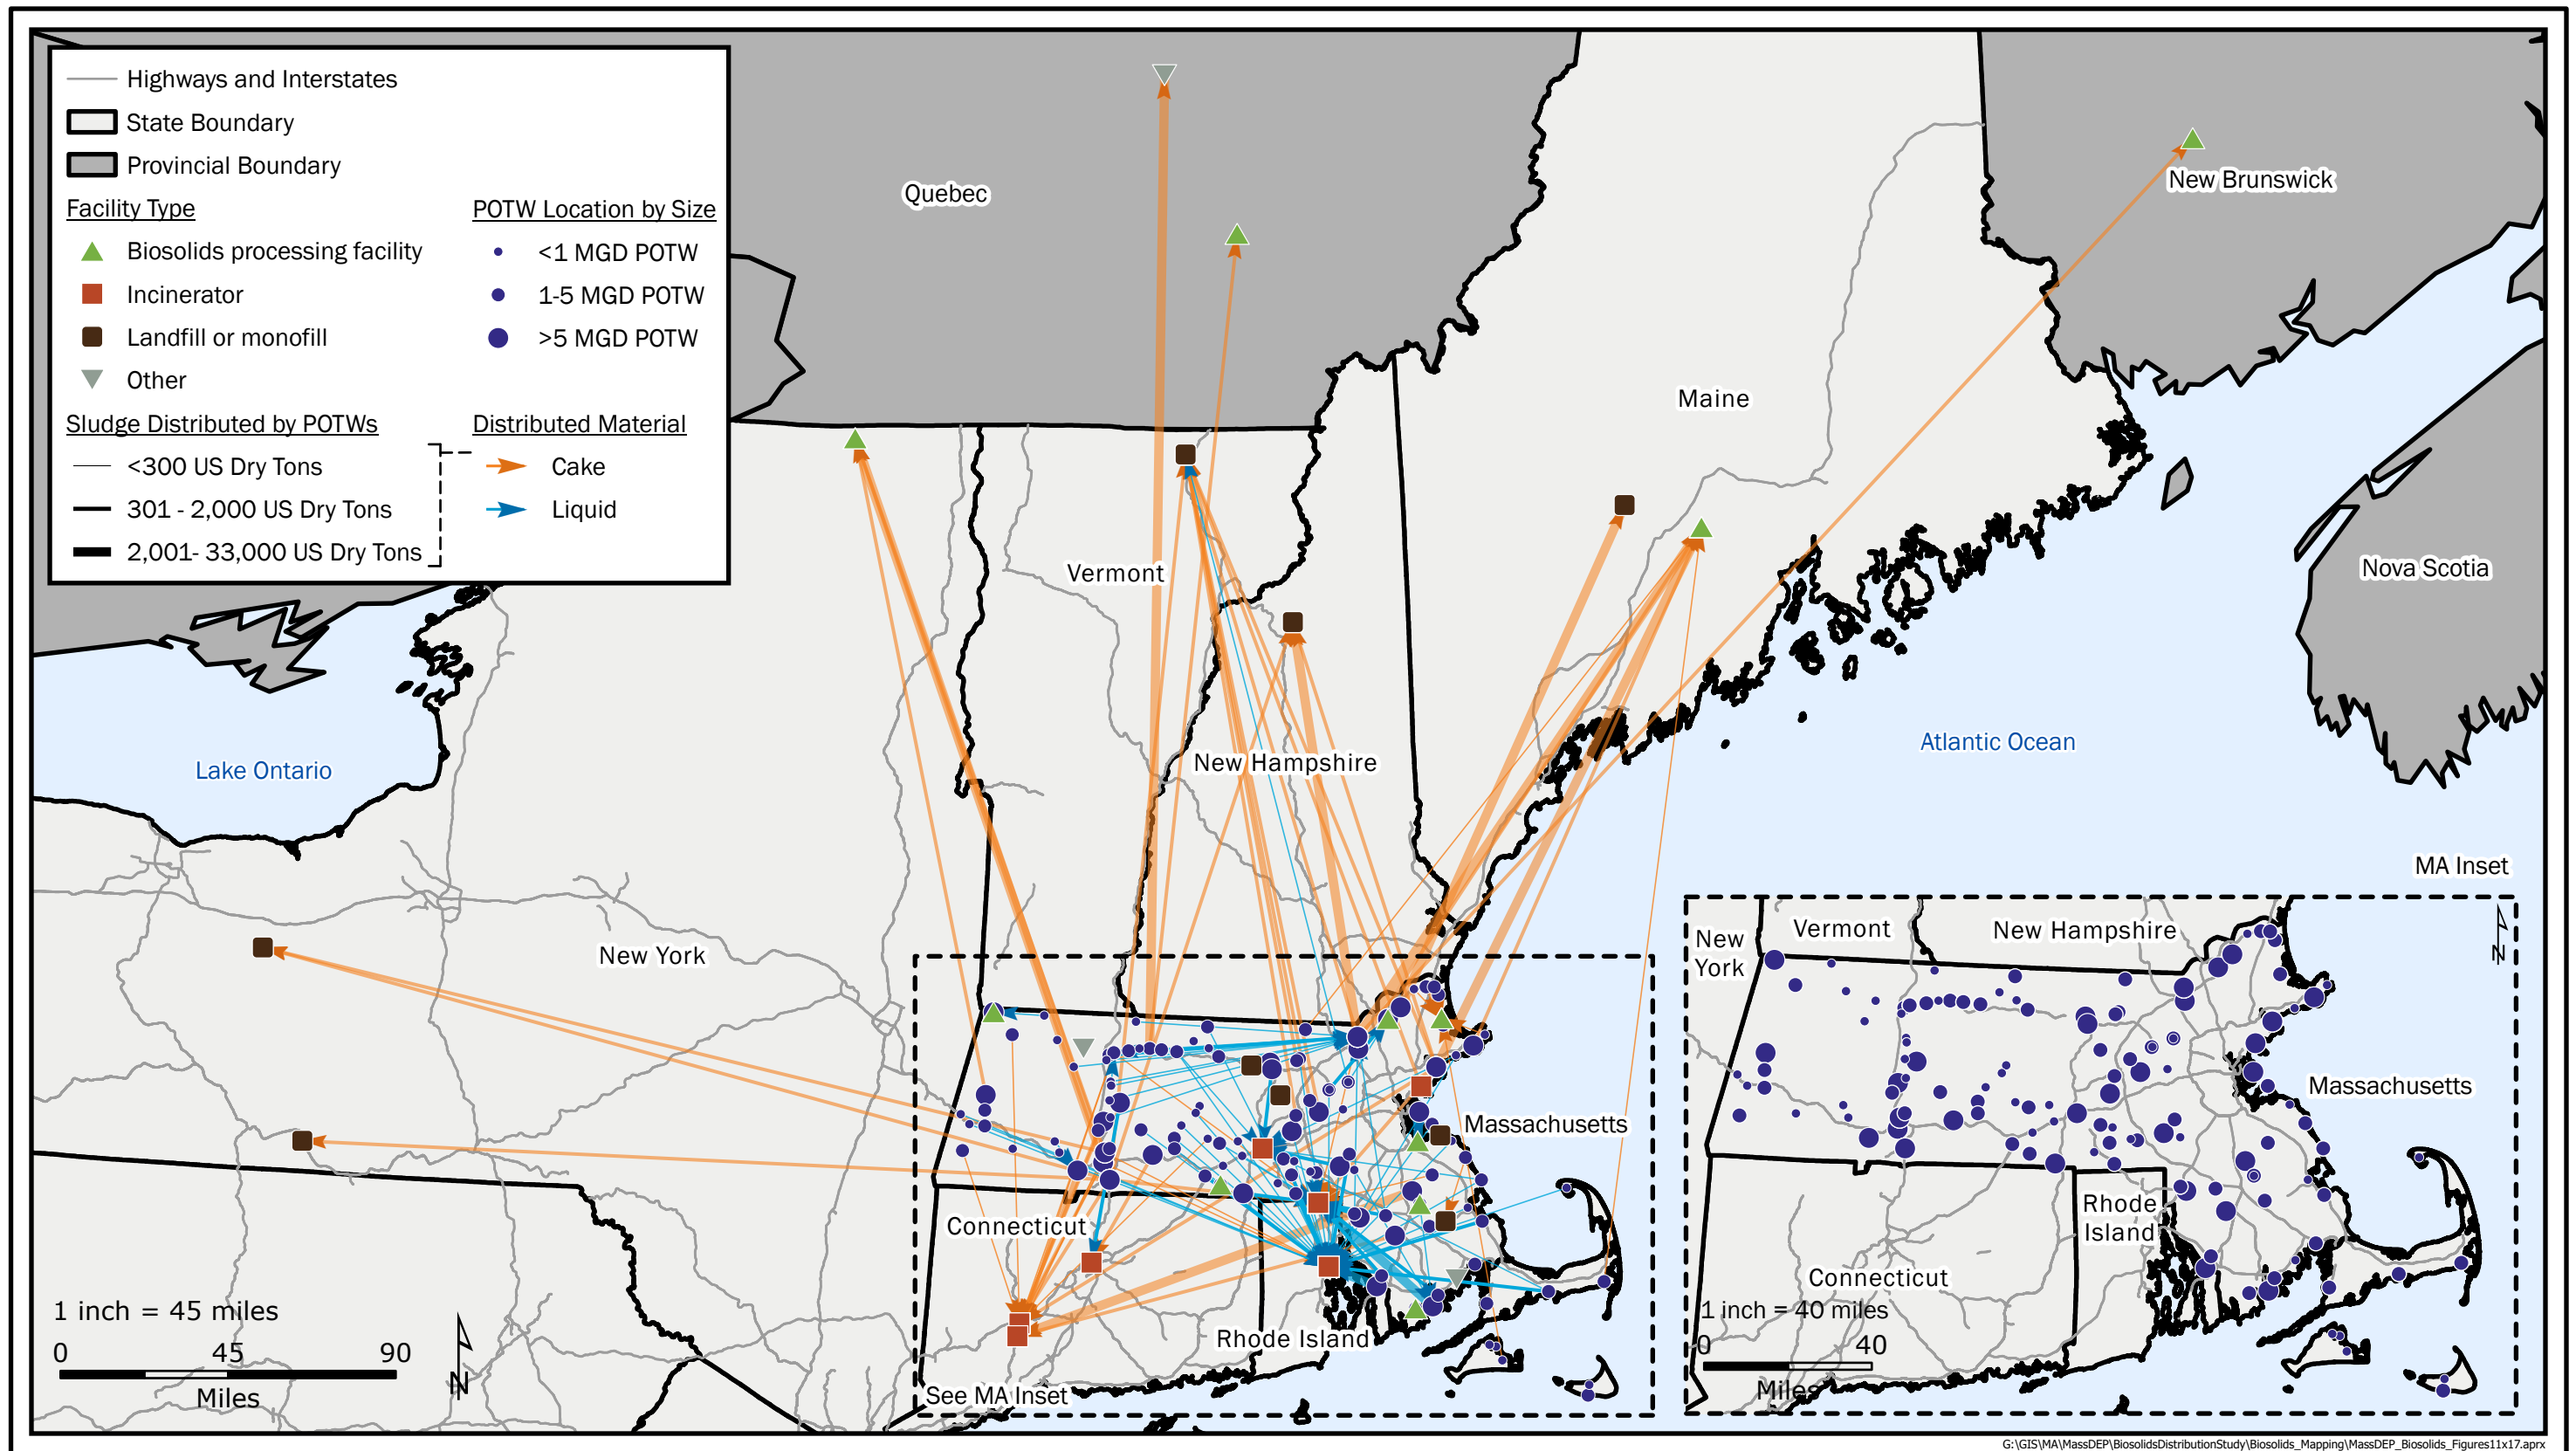 Highways and Interstates
State Boundary
Provincial Boundary
Facility Type
Biosolids processing facility
Incinerator
Landfill or monofill
Other
POTW Location by Size
<1 MGD POTW
1-5 MGD POTW
>5 MGD POTW
Sludge Distributed by POTWs
<300 US Dry Tons
301 - 2,000 US Dry Tons
2,001- 33,000 US Dry Tons
Distributed Material
Cake
Liquid
Quebec
New Brunswick
Maine
Vermont
Nova Scotia
New Hampshire
Atlantic Ocean
Lake Ontario
New York
Massachusetts
Connecticut
Rhode Island
See MA Inset
1 inch = 45 miles
0 45 90
Miles
N
MA Inset
New
York
Vermont
New Hampshire
N
Massachusetts
Rhode
Island
Connecticut
1 inch = 40 miles
0 40
Miles
G:\GIS\MA\MassDEP\BiosolidsDistributionStudy\Biosolids_Mapping\MassDEP_Biosolids_Figures11x17.aprx